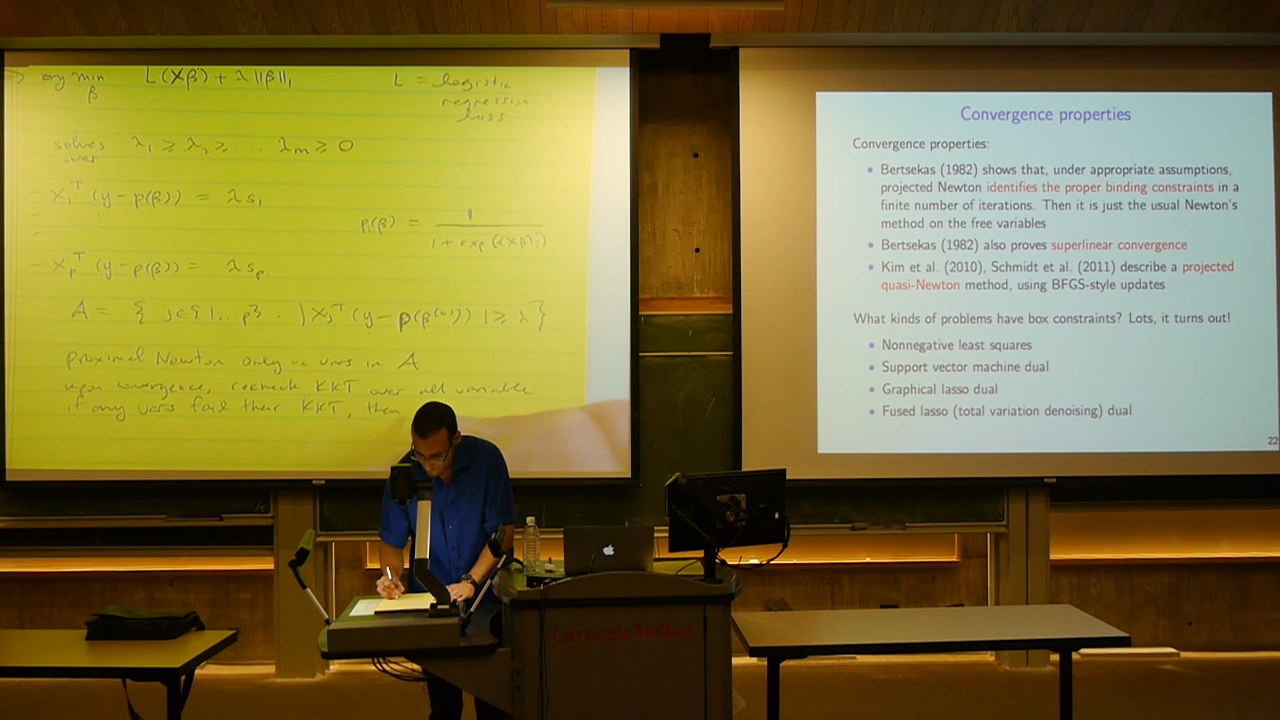 arg min L(Xβ) + λ ||β||₁ L = logistic
β regression
loss
solves λ₁ ≥ λ₂ ≥ . . . λm ≥ 0
over
- X₁ᵀ (y - p(β)) = λ s₁
- ⋮
pᵢ(β) = 1 / (1 + exp((Xβ)ᵢ))
- Xpᵀ (y - p(β)) = λ sp
A = { j ∈ {1 ... p} : |Xjᵀ (y - p(β⁽⁰⁾)) | ≥ λ }
proximal Newton only on vars in A
upon convergence, recheck KKT over all variable
if any vars fail their KKT, then
Convergence properties
Convergence properties:
• Bertsekas (1982) shows that, under appropriate assumptions,
projected Newton identifies the proper binding constraints in a
finite number of iterations. Then it is just the usual Newton's
method on the free variables
• Bertsekas (1982) also proves superlinear convergence
• Kim et al. (2010), Schmidt et al. (2011) describe a projected
quasi-Newton method, using BFGS-style updates
What kinds of problems have box constraints? Lots, it turns out!
• Nonnegative least squares
• Support vector machine dual
• Graphical lasso dual
• Fused lasso (total variation denoising) dual
22
Carnegie Mellon